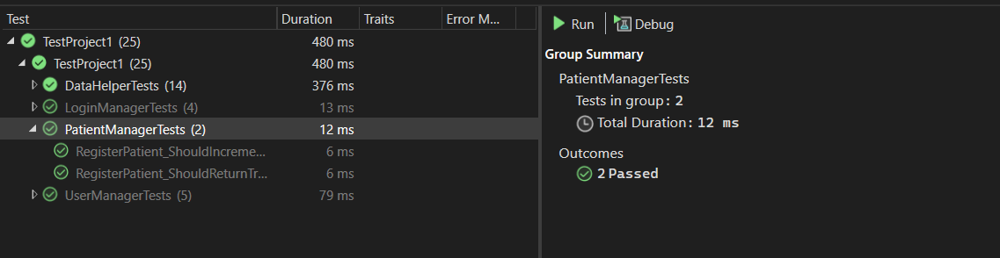 Test Duration Traits Error M...
TestProject1 (25) 480 ms
TestProject1 (25) 480 ms
DataHelperTests (14) 376 ms
LoginManagerTests (4) 13 ms
PatientManagerTests (2) 12 ms
RegisterPatient_ShouldIncreme... 6 ms
RegisterPatient_ShouldReturnTr... 6 ms
UserManagerTests (5) 79 ms
Run Debug
Group Summary
PatientManagerTests
Tests in group: 2
Total Duration: 12 ms
Outcomes
2 Passed